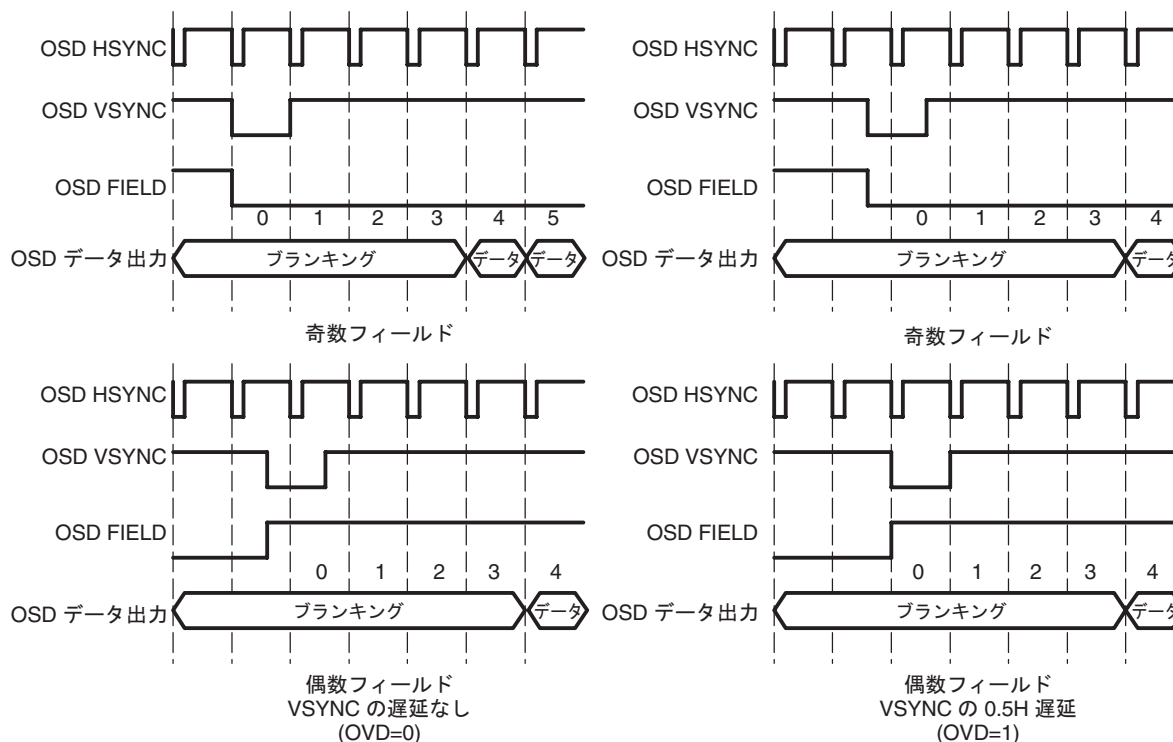 OSD HSYNC
OSD VSYNC
OSD FIELD
0 1 2 3 4 5
OSD データ出力 ブランキング データ データ
奇数フィールド
OSD HSYNC
OSD VSYNC
OSD FIELD
0 1 2 3 4
OSD データ出力 ブランキング データ
奇数フィールド
OSD HSYNC
OSD VSYNC
OSD FIELD
0 1 2 3 4
OSD データ出力 ブランキング データ
偶数フィールド
VSYNC の遅延なし
(OVD=0)
OSD HSYNC
OSD VSYNC
OSD FIELD
0 1 2 3 4
OSD データ出力 ブランキング データ
偶数フィールド
VSYNC の 0.5H 遅延
(OVD=1)